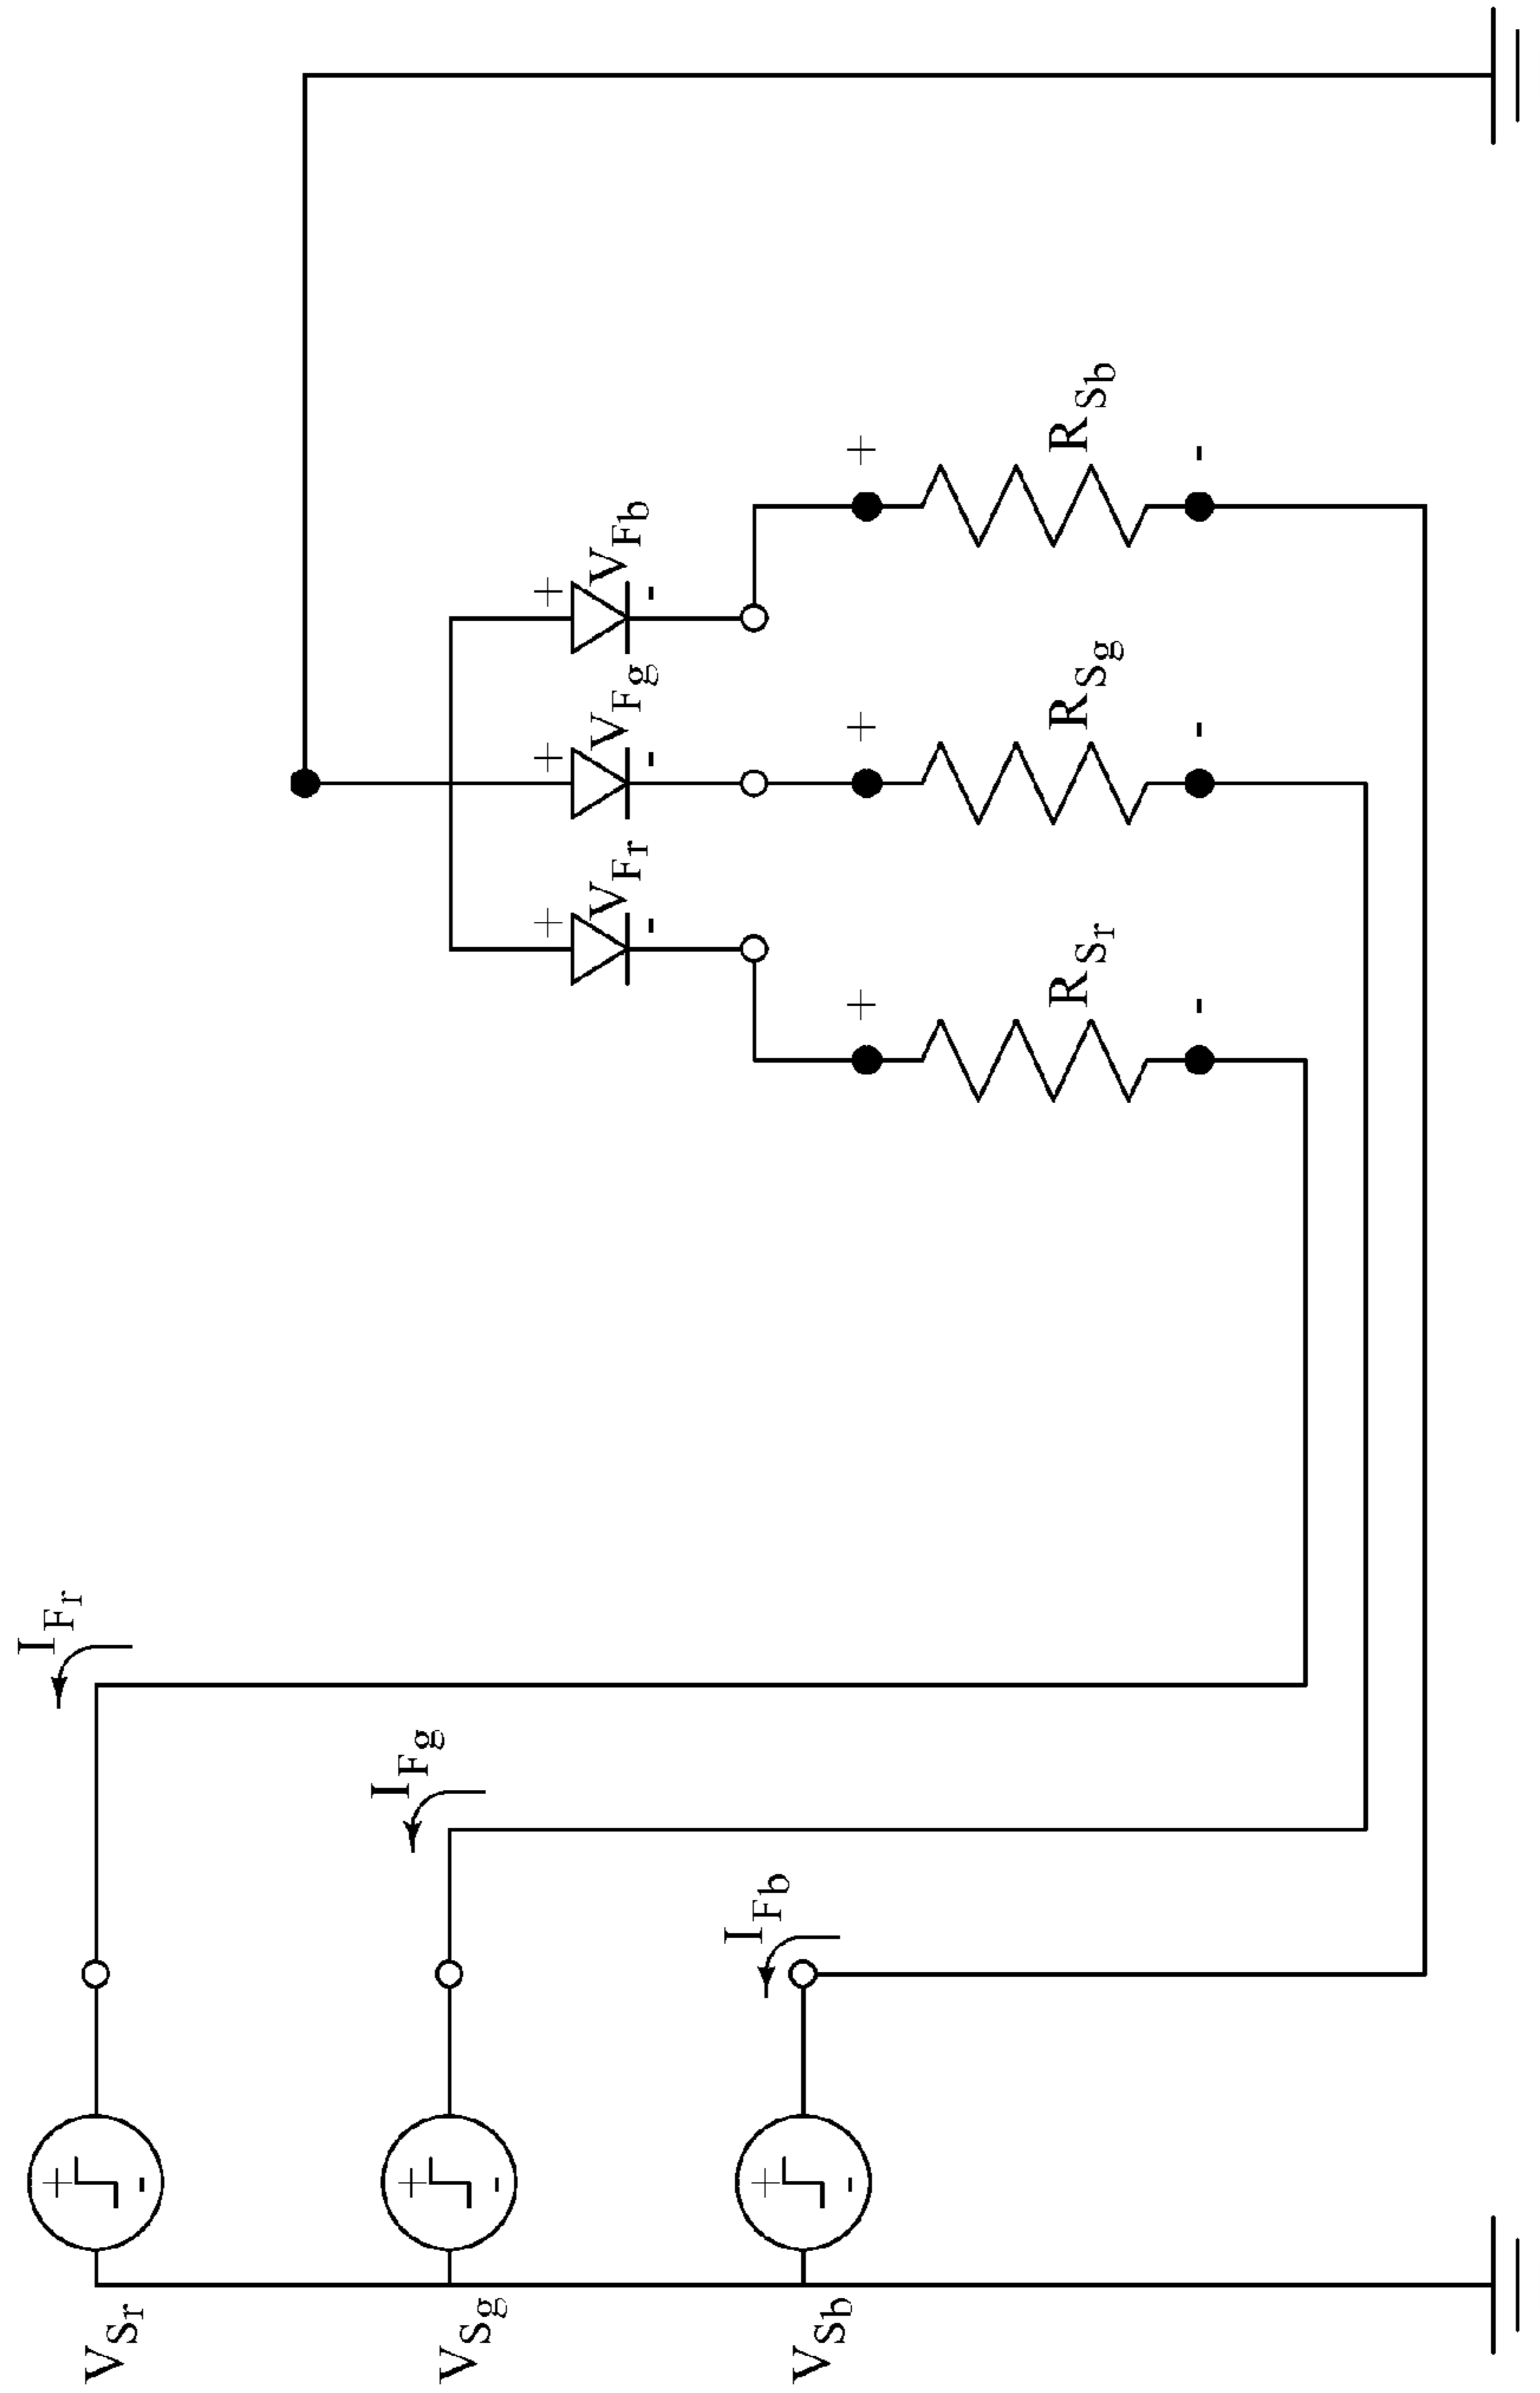 V_Sr
I_Fr
V_Sg
I_Fg
V_Sb
I_Fb
+
-
+
-
+
-
V_Fr
+
-
V_Fg
+
-
V_Fb
+
-
R_Sr
+
-
R_Sg
+
-
R_Sb
+
-